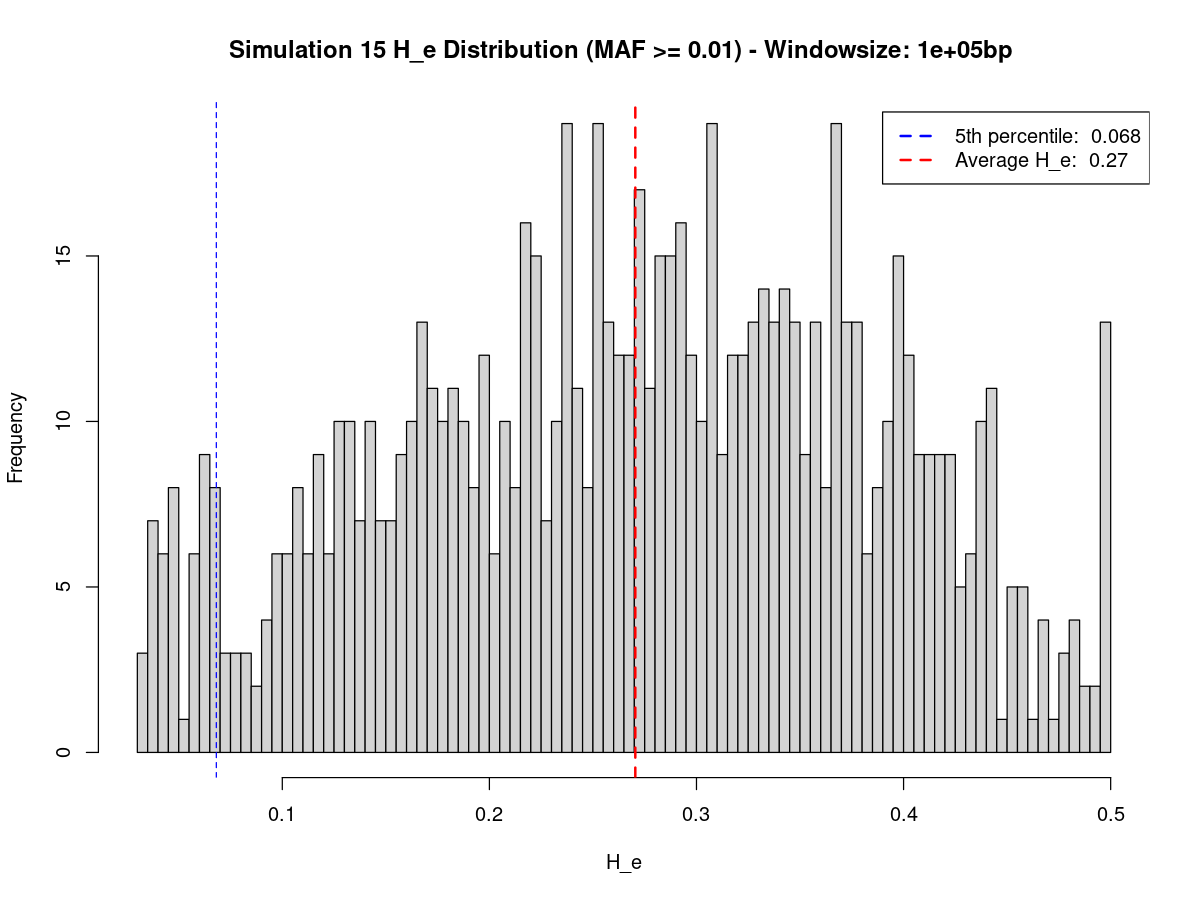 Simulation 15 H_e Distribution (MAF >= 0.01) - Windowsize: 1e+05bp
5th percentile: 0.068
Average H_e: 0.27
Frequency
15
10
5
0
0.1 0.2 0.3 0.4 0.5
H_e